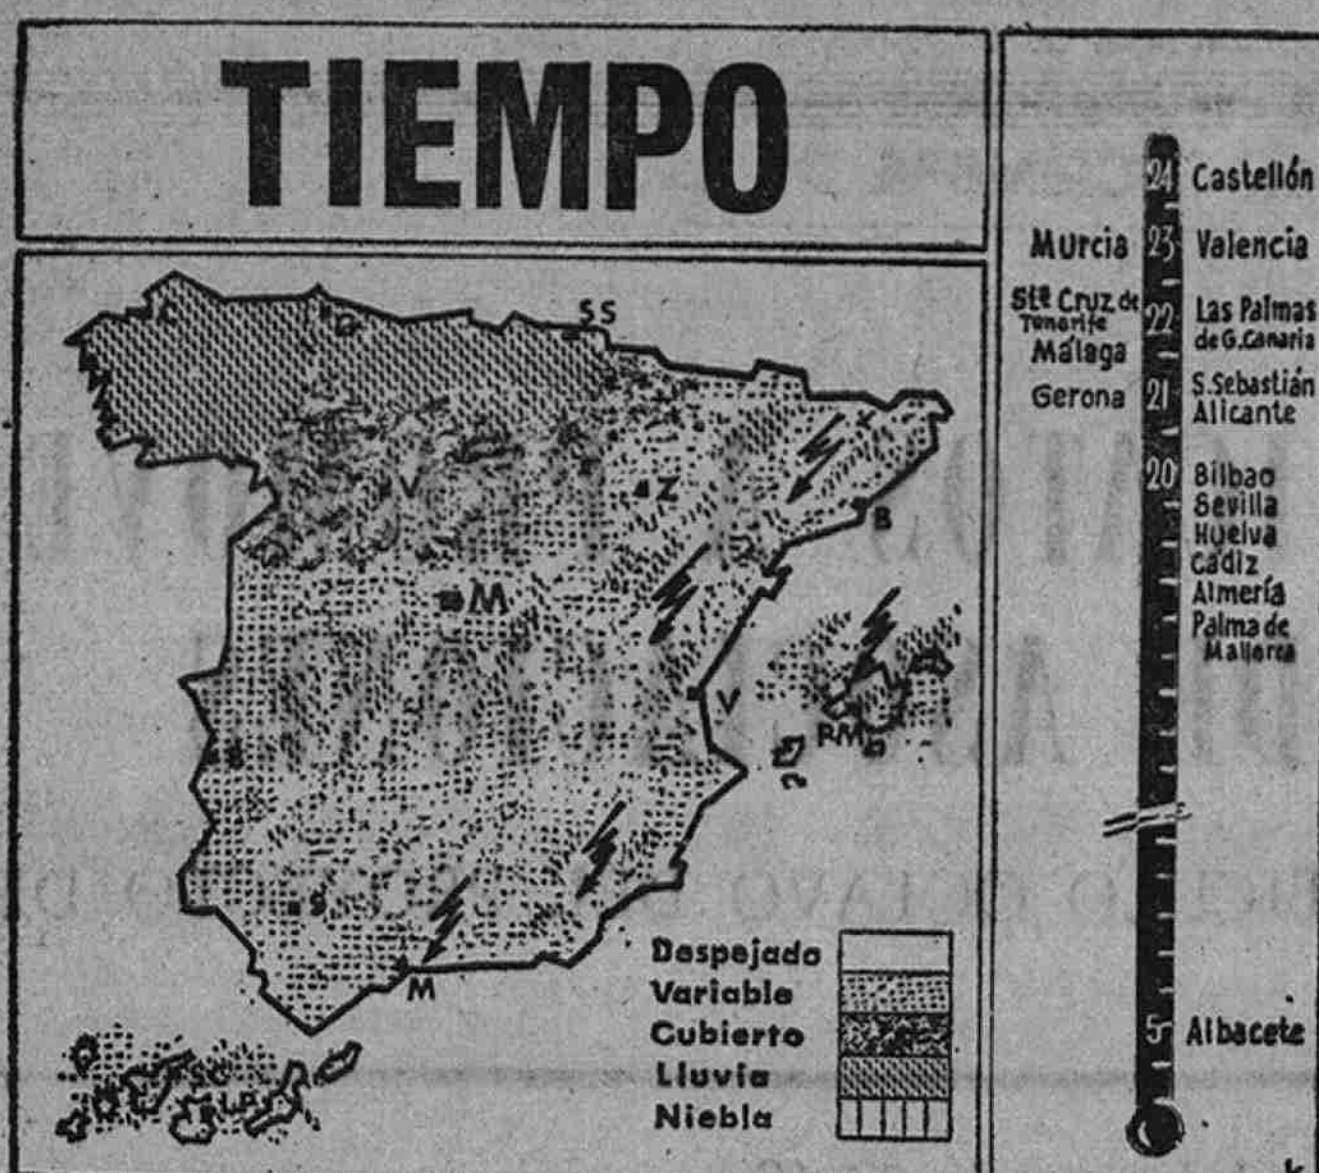 TIEMPO
C
O
SS
V
Z
B
M
V
PM
B
S
M
SC
LP
Despejado
Variable
Cubierto
Lluvia
Niebla
24 Castellón
Murcia 23 Valencia
Sta Cruz de
Tenerife
22 Las Palmas
de G.Canaria
Málaga
Gerona 21 S.Sebastián
Alicante
20 Bilbao
Sevilla
Huelva
Cádiz
Almería
Palma de
Mallorca
5 Albacete